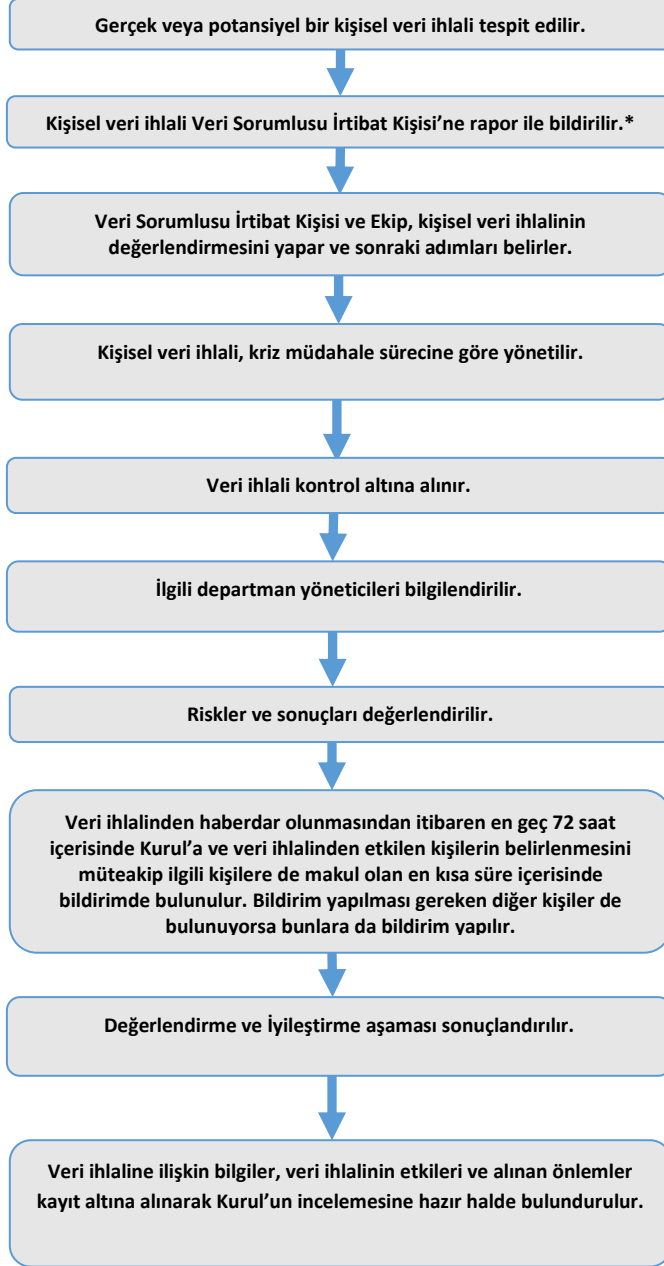 Gerçek veya potansiyel bir kişisel veri ihlali tespit edilir.
Kişisel veri ihlali Veri Sorumlusu İrtibat Kişisi’ne rapor ile bildirilir.*
Veri Sorumlusu İrtibat Kişisi ve Ekip, kişisel veri ihlalinin
değerlendirmesini yapar ve sonraki adımları belirler.
Kişisel veri ihlali, kriz müdahale sürecine göre yönetilir.
Veri ihlali kontrol altına alınır.
İlgili departman yöneticileri bilgilendirilir.
Riskler ve sonuçları değerlendirilir.
Veri ihlalinden haberdar olunmasından itibaren en geç 72 saat
içerisinde Kurul’a ve veri ihlalinden etkilen kişilerin belirlenmesini
müteakip ilgili kişilere de makul olan en kısa süre içerisinde
bildirimde bulunulur. Bildirim yapılması gereken diğer kişiler de
bulunuyorsa bunlara da bildirim yapılır.
Değerlendirme ve İyileştirme aşaması sonuçlandırılır.
Veri ihlaline ilişkin bilgiler, veri ihlalinin etkileri ve alınan önlemler
kayıt altına alınarak Kurul’un incelemesine hazır halde bulundurulur.